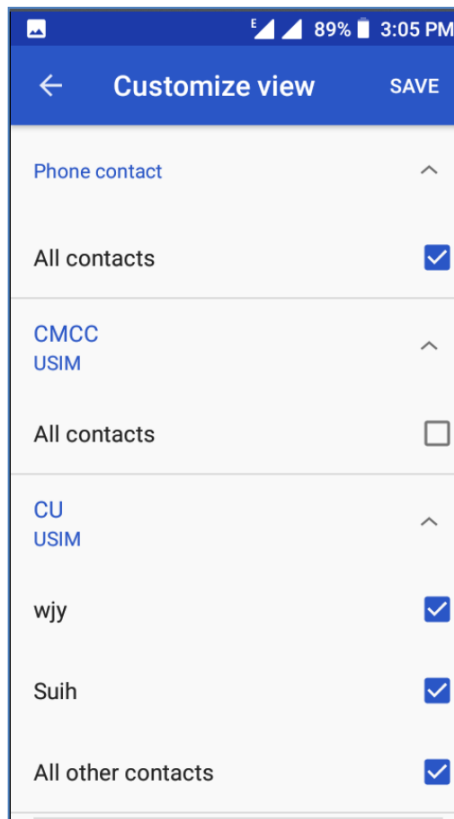 E 89% 3:05 PM
Customize view SAVE
Phone contact
All contacts
CMCC
USIM
All contacts
CU
USIM
wjy
Suih
All other contacts